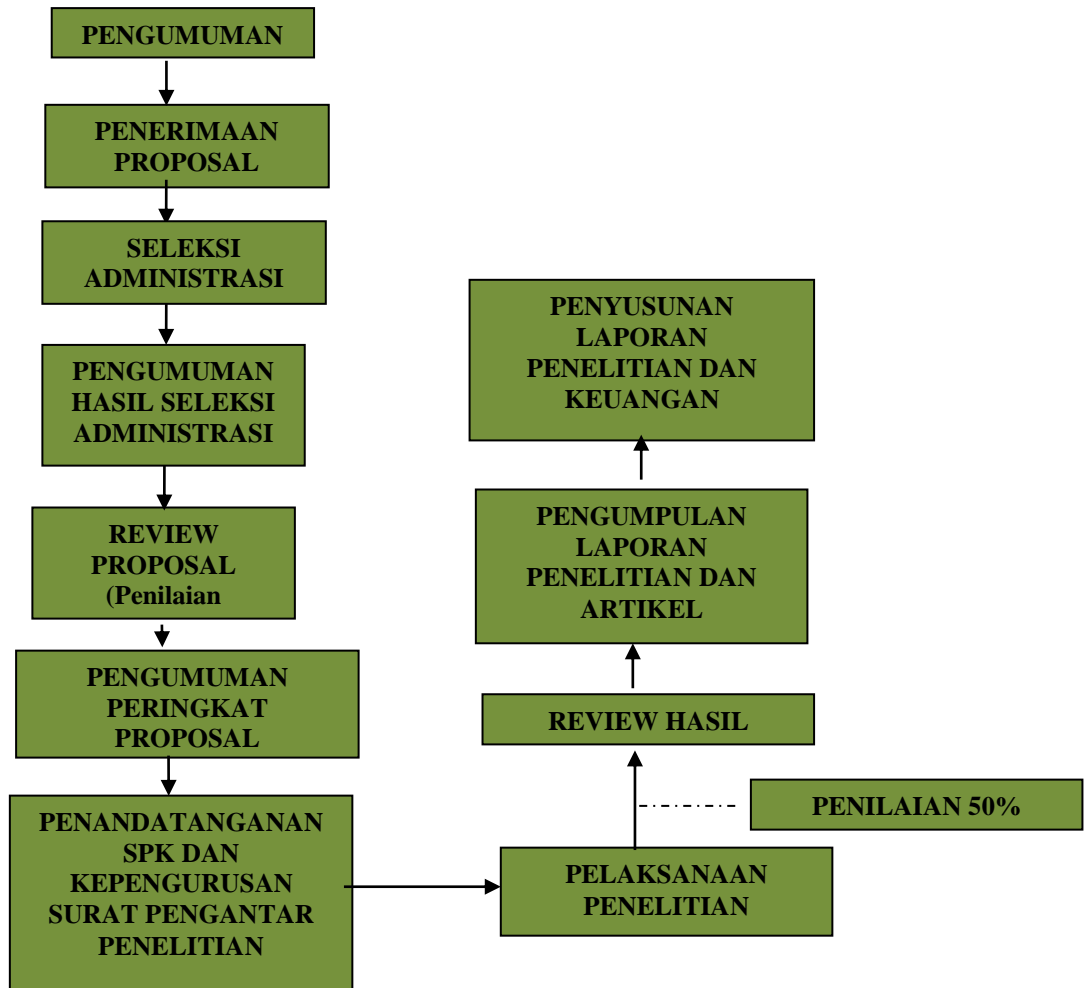 PENGUMUMAN
PENERIMAAN
PROPOSAL
SELEKSI
ADMINISTRASI
PENGUMUMAN
HASIL SELEKSI
ADMINISTRASI
REVIEW
PROPOSAL
(Penilaian
PENGUMUMAN
PERINGKAT
PROPOSAL
PENANDATANGANAN
SPK DAN
KEPENGURUSAN
SURAT PENGANTAR
PENELITIAN
PELAKSANAAN
PENELITIAN
PENILAIAN 50%
REVIEW HASIL
PENGUMPULAN
LAPORAN
PENELITIAN DAN
ARTIKEL
PENYUSUNAN
LAPORAN
PENELITIAN DAN
KEUANGAN